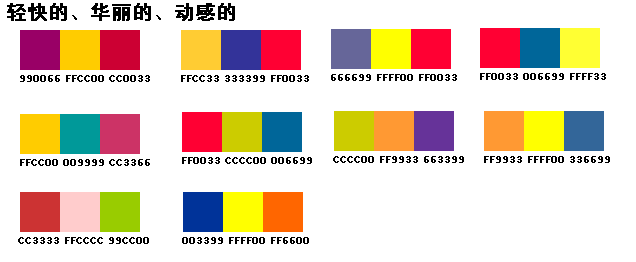 轻快的、华丽的、动感的
990066 FFCC00 CC0033
FFCC33 333399 FF0033
666699 FFFF00 FF0033
FF0033 006699 FFFF33
FFCC00 009999 CC3366
FF0033 CCCC00 006699
CCCC00 FF9933 663399
FF9933 FFFF00 336699
CC3333 FFCCCC 99CC00
003399 FFFF00 FF6600